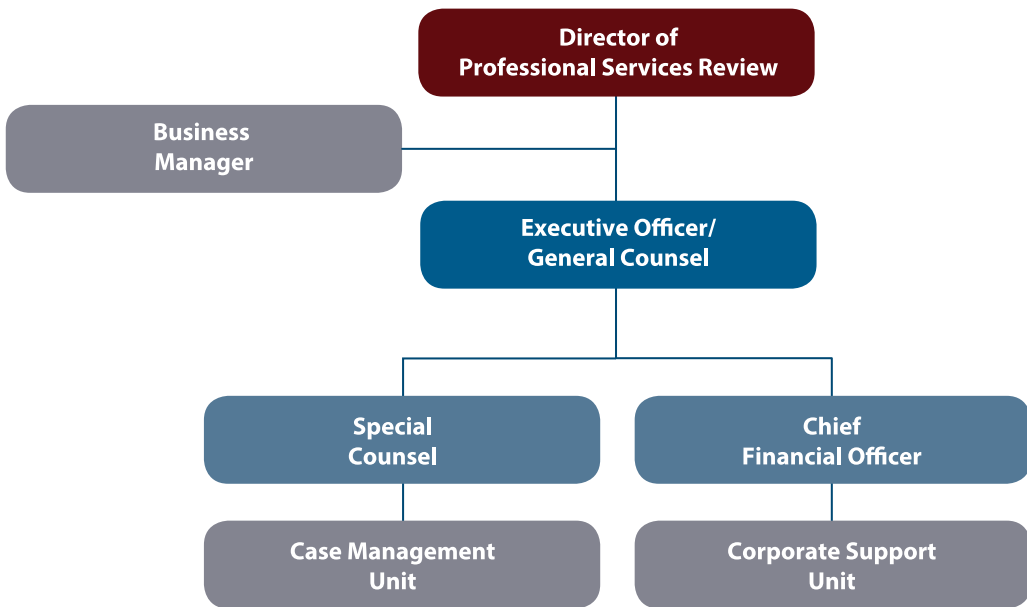 Director of
Professional Services Review
Business
Manager
Executive Officer/
General Counsel
Special
Counsel
Chief
Financial Officer
Case Management
Unit
Corporate Support
Unit